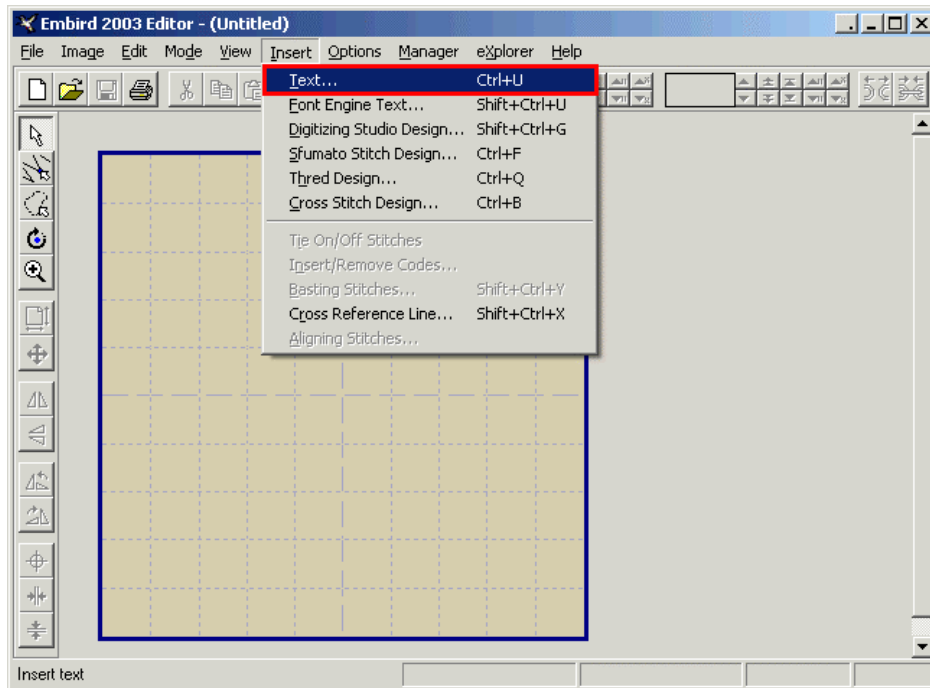 Embird 2003 Editor - (Untitled)
File Image Edit Mode View Insert Options Manager eXplorer Help
Text... Ctrl+U
Font Engine Text... Shift+Ctrl+U
Digitizing Studio Design... Shift+Ctrl+G
Sfumato Stitch Design... Ctrl+F
Thred Design... Ctrl+Q
Cross Stitch Design... Ctrl+B
Tie On/Off Stitches
Insert/Remove Codes...
Basting Stitches... Shift+Ctrl+Y
Cross Reference Line... Shift+Ctrl+X
Aligning Stitches...
Insert text